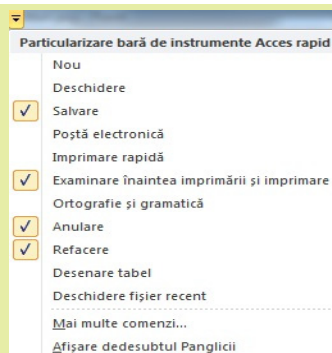 Particularizare bară de instrumente Acces rapid
Nou
Deschidere
Salvare
Poștă electronică
Imprimare rapidă
Examinare înaintea imprimării și imprimare
Ortografie și gramatică
Anulare
Refacere
Desenare tabel
Deschidere fișier recent
Mai multe comenzi...
Afișare dedesubtul Panglicii